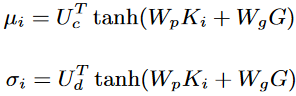 μ_i = U_c^T tanh(W_p K_i + W_g G)
σ_i = U_d^T tanh(W_p K_i + W_g G)